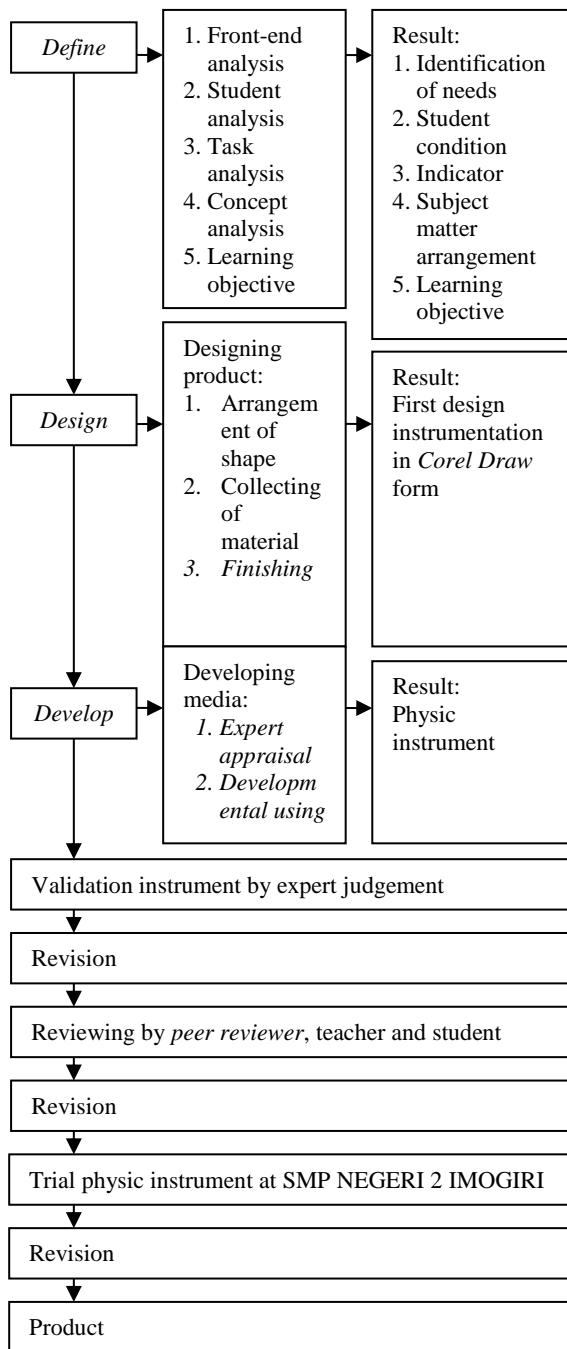 Define
1. Front-end
analysis
2. Student
analysis
3. Task
analysis
4. Concept
analysis
5. Learning
objective
Result:
1. Identification
of needs
2. Student
condition
3. Indicator
4. Subject
matter
arrangement
5. Learning
objective
Design
Designing
product:
1. Arrangem
ent of
shape
2. Collecting
of
material
3. Finishing
Result:
First design
instrumentation
in Corel Draw
form
Develop
Developing
media:
1. Expert
appraisal
2. Developm
ental using
Result:
Physic
instrument
Validation instrument by expert judgement
Revision
Reviewing by peer reviewer, teacher and student
Revision
Trial physic instrument at SMP NEGERI 2 IMOGIRI
Revision
Product